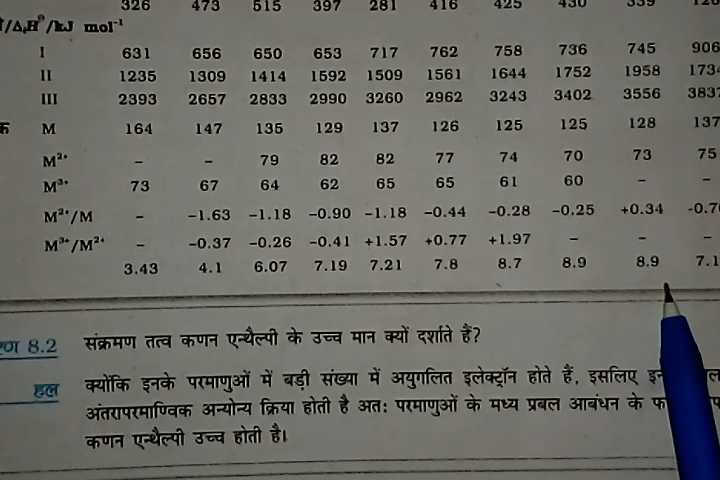 326 473 515 397 281 416 425 430 339
/ΔᵢH⊖/kJ mol⁻¹
I 631 656 650 653 717 762 758 736 745 906
II 1235 1309 1414 1592 1509 1561 1644 1752 1958 1734
III 2393 2657 2833 2990 3260 2962 3243 3402 3556 3837
M 164 147 135 129 137 126 125 125 128 137
M²⁺ – – 79 82 82 77 74 70 73 75
M³⁺ 73 67 64 62 65 65 61 60 – –
M²⁺/M – –1.63 –1.18 –0.90 –1.18 –0.44 –0.28 –0.25 +0.34 -0.7
M³⁺/M²⁺ – –0.37 –0.26 –0.41 +1.57 +0.77 +1.97 – – –
3.43 4.1 6.07 7.19 7.21 7.8 8.7 8.9 8.9 7.1
रण 8.2 संक्रमण तत्व कणन एन्थैल्पी के उच्च मान क्यों दर्शाते हैं?
हल क्योंकि इनके परमाणुओं में बड़ी संख्या में अयुगलित इलेक्ट्रॉन होते हैं, इसलिए
अंतरापरमाण्विक अन्योन्य क्रिया होती है अतः परमाणुओं के मध्य प्रबल आबंधन के
कणन एन्थैल्पी उच्च होती है।